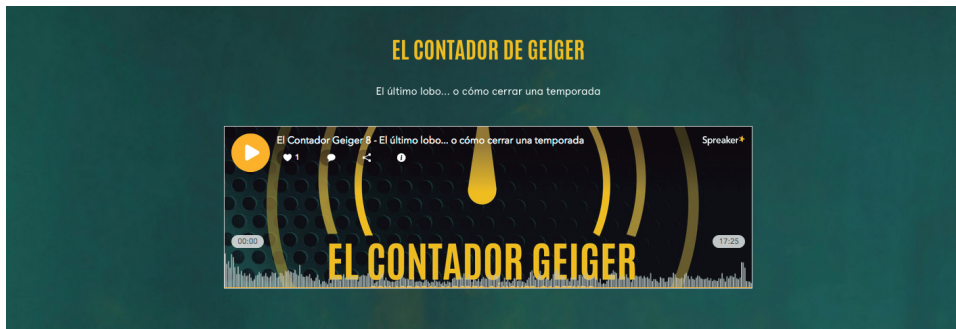 EL CONTADOR DE GEIGER
El último lobo... o cómo cerrar una temporada
El Contador Geiger 8 - El último lobo... o cómo cerrar una temporada
Spreaker
1
00:00
17:25
EL CONTADOR GEIGER